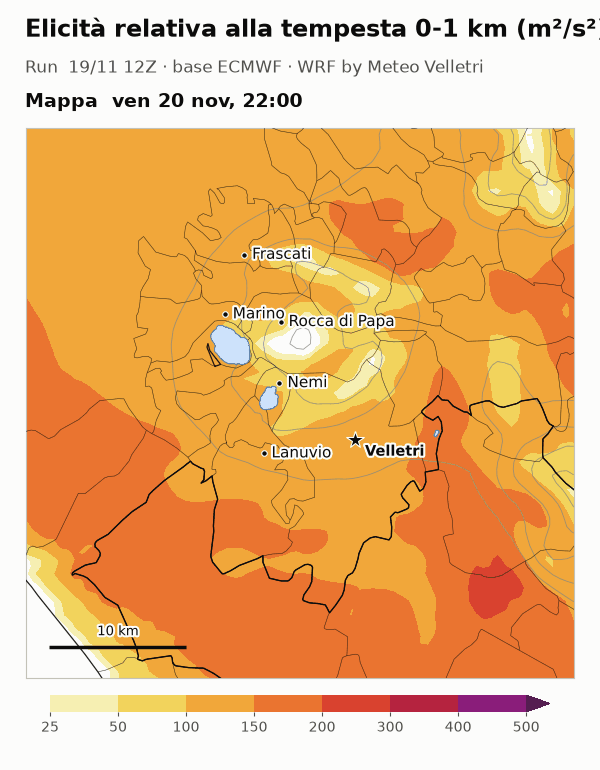 Elicità relativa alla tempesta 0-1 km (m²/s²)
Run 19/11 12Z · base ECMWF · WRF by Meteo Velletri
Mappa ven 20 nov, 22:00
Frascati
Marino
Rocca di Papa
Nemi
Velletri
Lanuvio
10 km
25 50 100 150 200 300 400 500